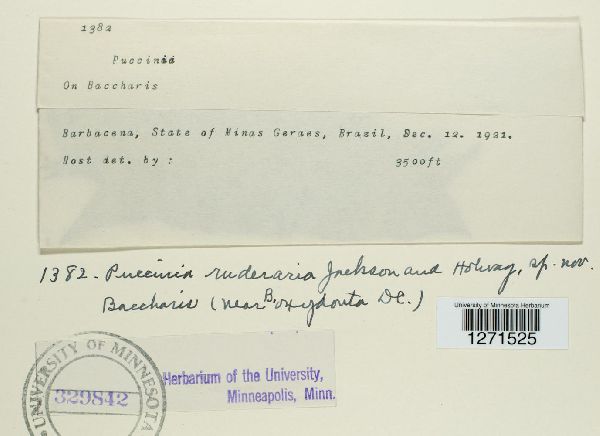 1382
Puccinia
On Baccharis
Barbacena, State of Minas Geraes, Brazil, Dec. 12. 1921.
Host det. by : 3500ft
1382 - Puccinia ruderaria Jackson and Holway, sp. nov.
Baccharis (near B. oxydonta DC.)
University of Minnesota Herbarium
1271525
UNIVERSITY OF MINNESOTA
329842
Herbarium of the University,
Minneapolis, Minn.